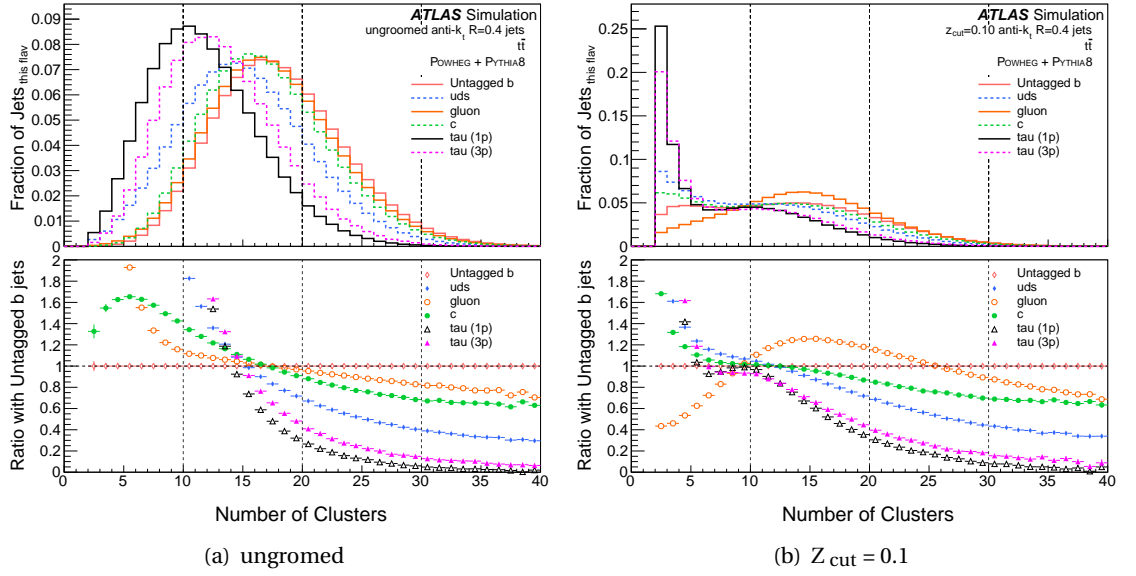 ATLAS Simulation
ungroomed anti-kt R=0.4 jets
tt̄
POWHEG + PYTHIA8
Untagged b
uds
gluon
c
tau (1p)
tau (3p)
Fraction of Jets this flav
0.09
0.08
0.07
0.06
0.05
0.04
0.03
0.02
0.01
0
Untagged b
uds
gluon
c
tau (1p)
tau (3p)
Ratio with Untagged b jets
2
1.8
1.6
1.4
1.2
1
0.8
0.6
0.4
0.2
0
0 5 10 15 20 25 30 35 40
Number of Clusters
(a) ungromed
ATLAS Simulation
zcut=0.10 anti-kt R=0.4 jets
tt̄
POWHEG + PYTHIA8
Untagged b
uds
gluon
c
tau (1p)
tau (3p)
Fraction of Jets this flav
0.25
0.2
0.15
0.1
0.05
0
Untagged b
uds
gluon
c
tau (1p)
tau (3p)
Ratio with Untagged b jets
2
1.8
1.6
1.4
1.2
1
0.8
0.6
0.4
0.2
0
0 5 10 15 20 25 30 35 40
Number of Clusters
(b) Z cut = 0.1